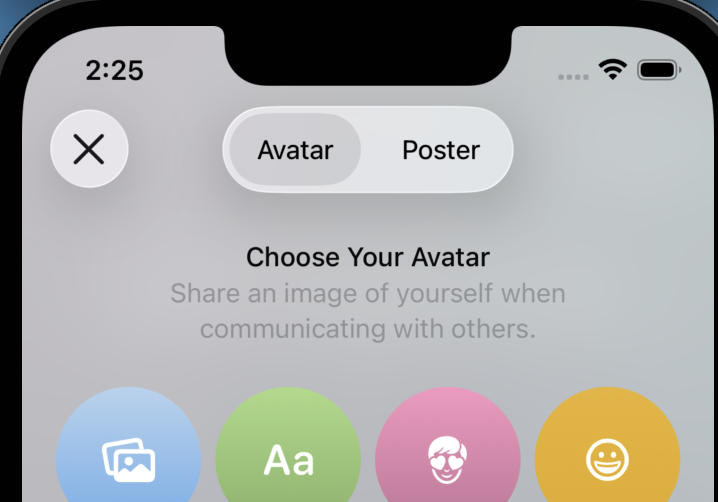 2:25
Avatar
Poster
Choose Your Avatar
Share an image of yourself when
communicating with others.
Aa